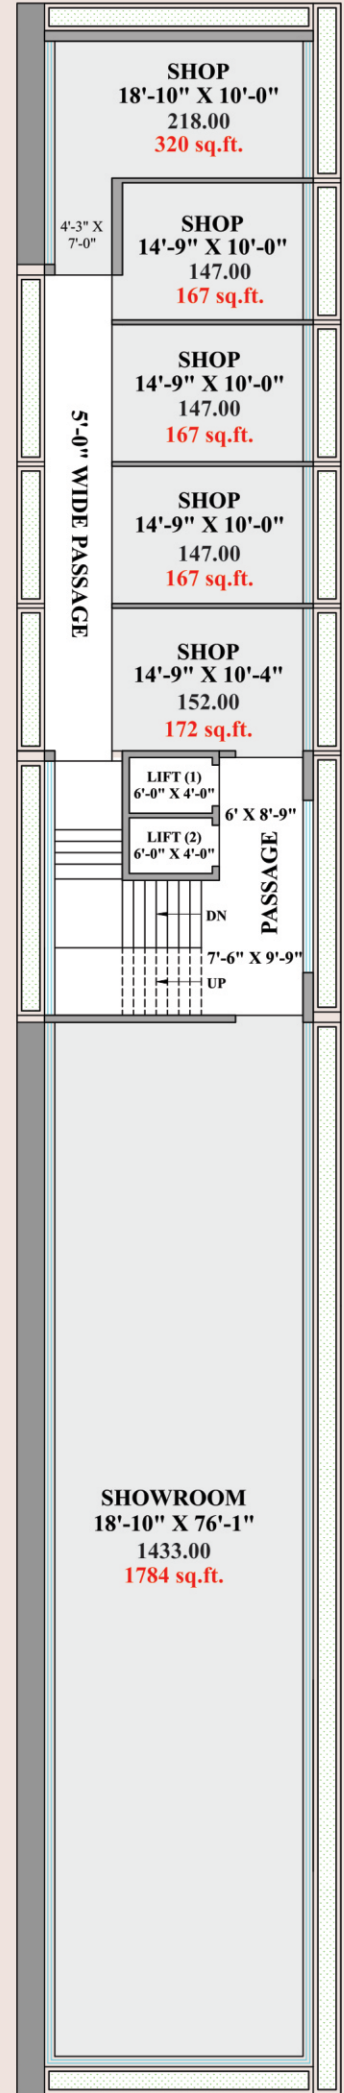 SHOP
18'-10" X 10'-0"
218.00
320 sq.ft.
4'-3" X
7'-0"
SHOP
14'-9" X 10'-0"
147.00
167 sq.ft.
SHOP
14'-9" X 10'-0"
147.00
167 sq.ft.
5'-0" WIDE PASSAGE
SHOP
14'-9" X 10'-0"
147.00
167 sq.ft.
SHOP
14'-9" X 10'-4"
152.00
172 sq.ft.
LIFT (1)
6'-0" X 4'-0"
6' X 8'-9"
LIFT (2)
6'-0" X 4'-0"
PASSAGE
DN
7'-6" X 9'-9"
UP
SHOWROOM
18'-10" X 76'-1"
1433.00
1784 sq.ft.